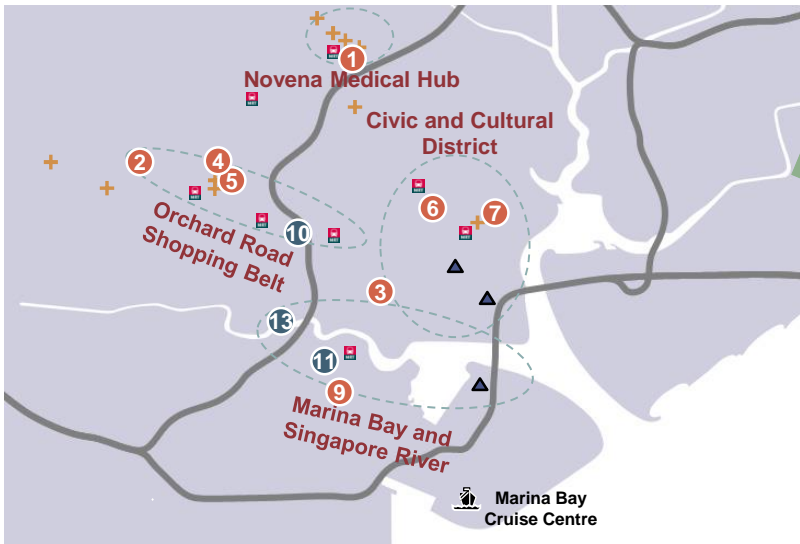 1
Novena Medical Hub
Civic and Cultural
District
2
4
5
6
7
10
Orchard Road
Shopping Belt
3
13
11
9
Marina Bay and
Singapore River
Marina Bay
Cruise Centre